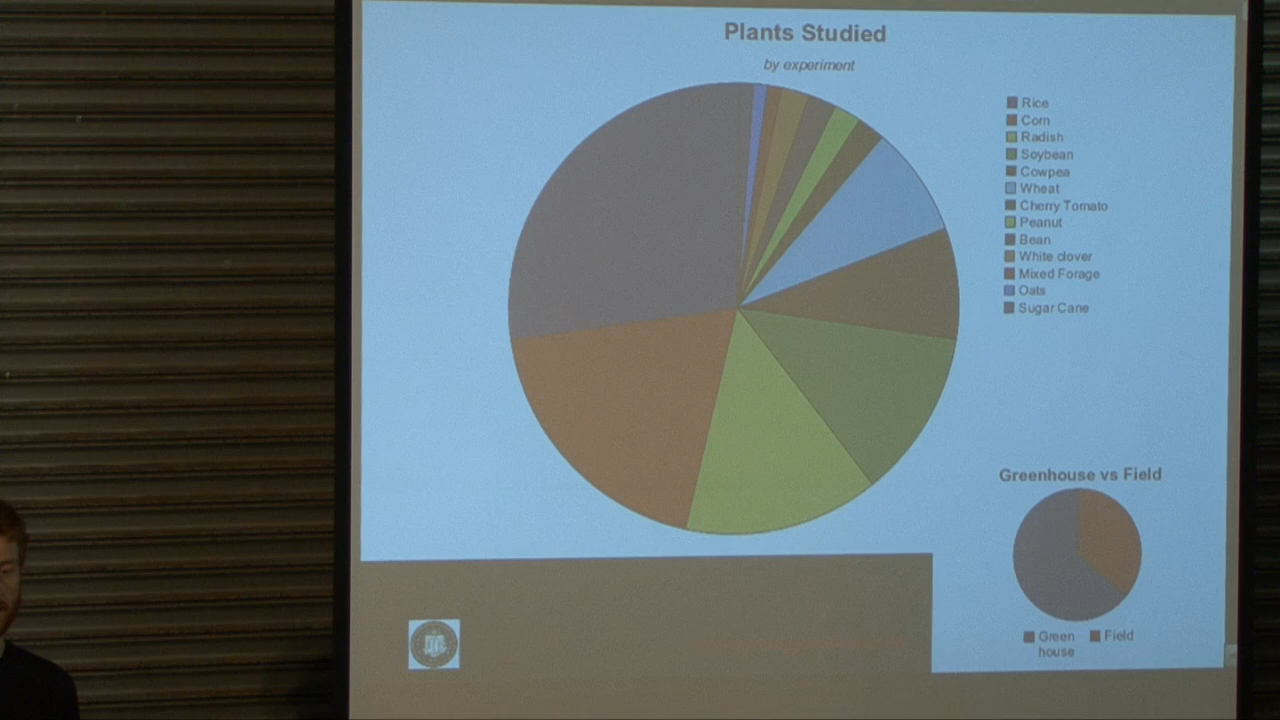 Plants Studied
by experiment
Rice
Corn
Radish
Soybean
Cowpea
Wheat
Cherry Tomato
Peanut
Bean
White clover
Mixed Forage
Oats
Sugar Cane
Greenhouse vs Field
Green house
Field